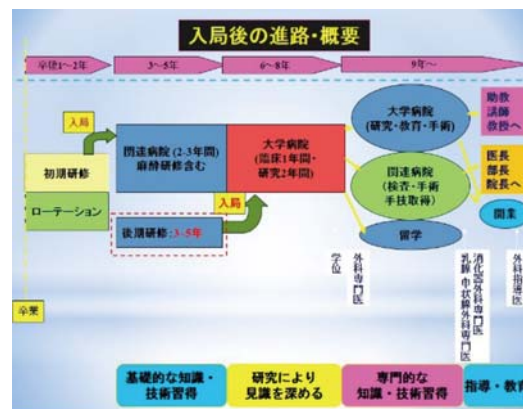 入局後の進路・概要
卒後1〜2年
3〜5年
6〜8年
9年〜
入局
初期研修
ローテーション
関連病院(2-3年間)
麻酔研修含む
後期研修:3-5年
入局
大学病院
(臨床1年間・
研究2年間)
大学病院
(研究・教育・手術)
関連病院
(検査・手術
手技取得)
留学
助教
講師
教授へ
医長
部長
院長へ
開業
卒業
学位
外科専門医
消化器外科専門医
乳腺・甲状腺外科専門医
外科指導医
基礎的な知識・
技術習得
研究により
見識を深める
専門的な
知識・技術習得
指導・教育